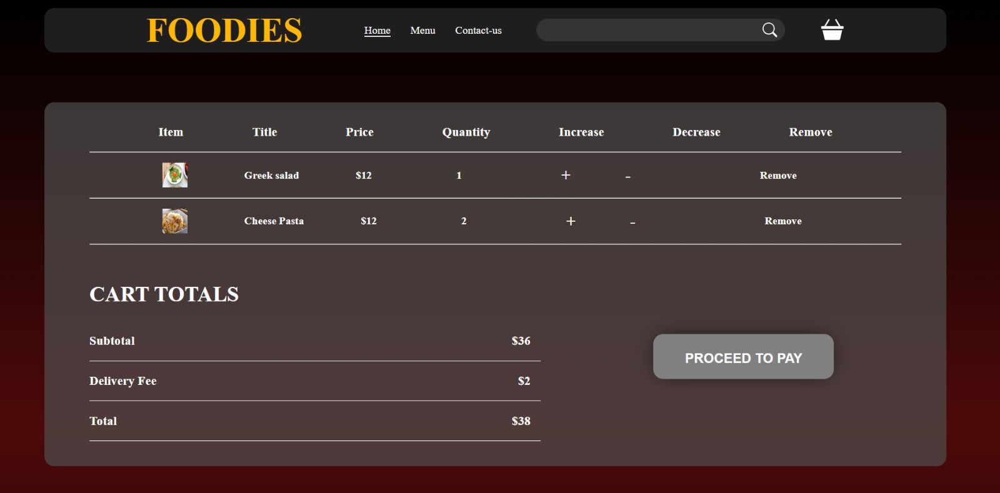 FOODIES Home Menu Contact-us
Item Title Price Quantity Increase Decrease Remove
Greek salad $12 1 + - Remove
Cheese Pasta $12 2 + - Remove
CART TOTALS
Subtotal $36
PROCEED TO PAY
Delivery Fee $2
Total $38